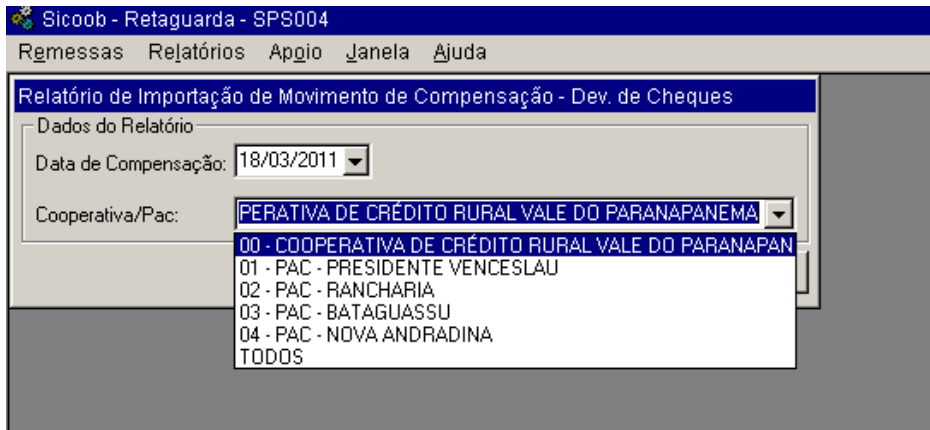 Sicoob - Retaguarda - SPS004
Remessas Relatórios Apoio Janela Ajuda
Relatório de Importação de Movimento de Compensação - Dev. de Cheques
Dados do Relatório
Data de Compensação: 18/03/2011
Cooperativa/Pac: PERATIVA DE CRÉDITO RURAL VALE DO PARANAPANEMA
00 - COOPERATIVA DE CRÉDITO RURAL VALE DO PARANAPAN
01 - PAC - PRESIDENTE VENCESLAU
02 - PAC - RANCHARIA
03 - PAC - BATAGUASSU
04 - PAC - NOVA ANDRADINA
TODOS